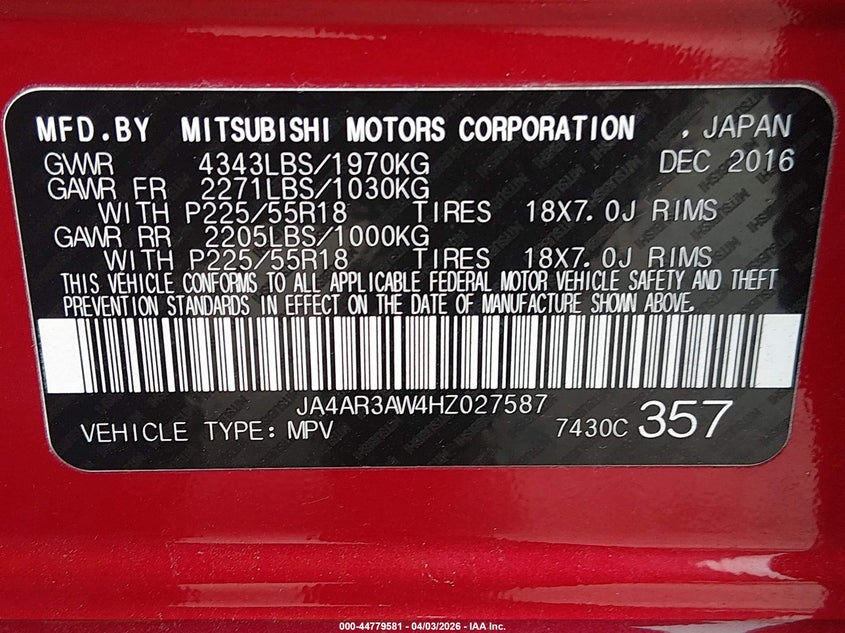 MFD.BY MITSUBISHI MOTORS CORPORATION , JAPAN
GVWR 4343LBS/1970KG DEC 2016
GAWR FR 2271LBS/1030KG
WITH P225/55R18 TIRES 18X7.0J RIMS
GAWR RR 2205LBS/1000KG
WITH P225/55R18 TIRES 18X7.0J RIMS
THIS VEHICLE CONFORMS TO ALL APPLICABLE FEDERAL MOTOR VEHICLE SAFETY AND THEFT
PREVENTION STANDARDS IN EFFECT ON THE DATE OF MANUFACTURE SHOWN ABOVE.
JA4AR3AW4HZ027587
VEHICLE TYPE: MPV 7430C 357
000-44779581 - 04/03/2026 - IAA Inc.